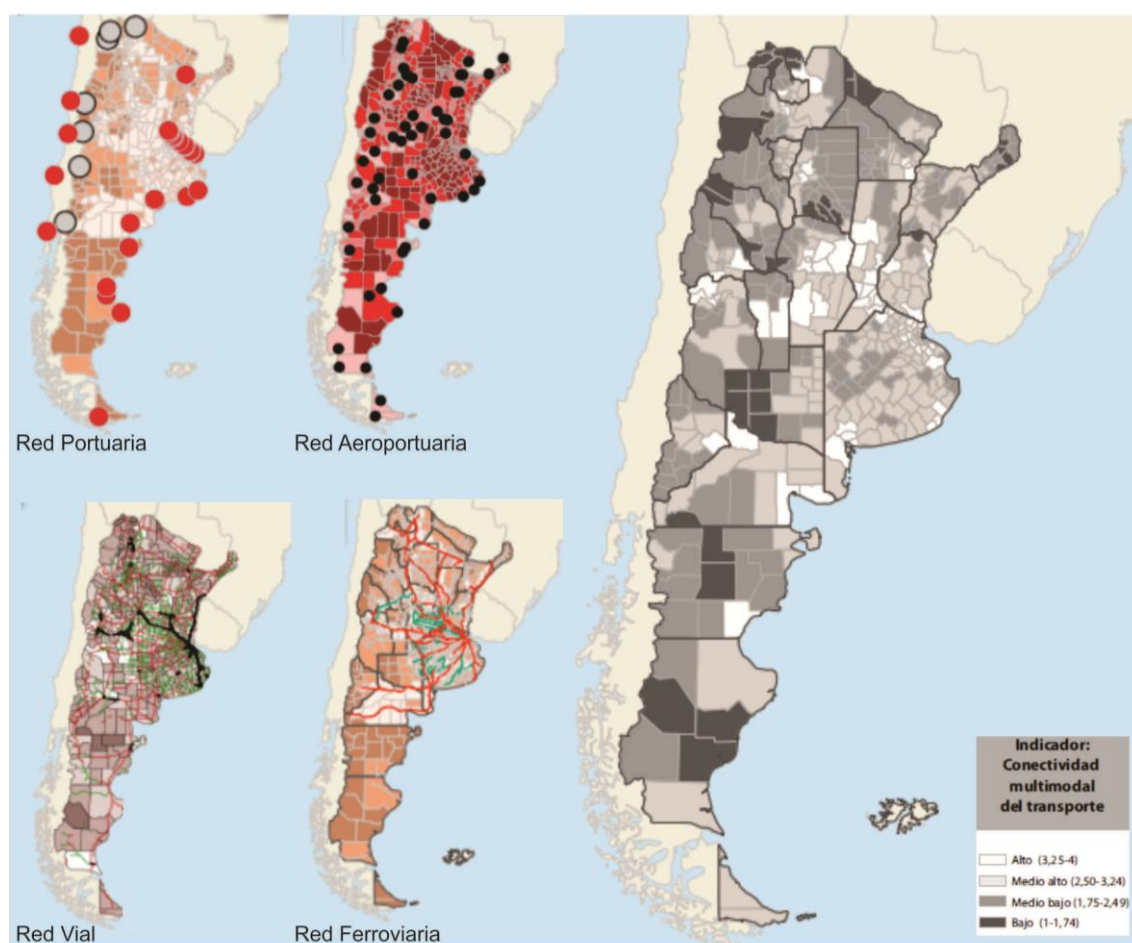 Red Portuaria
Red Aeroportuaria
Red Vial
Red Ferroviaria
Indicador:
Conectividad
multimodal
del transporte
Alto (3,25-4)
Medio alto (2,50-3,24)
Medio bajo (1,75-2,49)
Bajo (1-1,74)